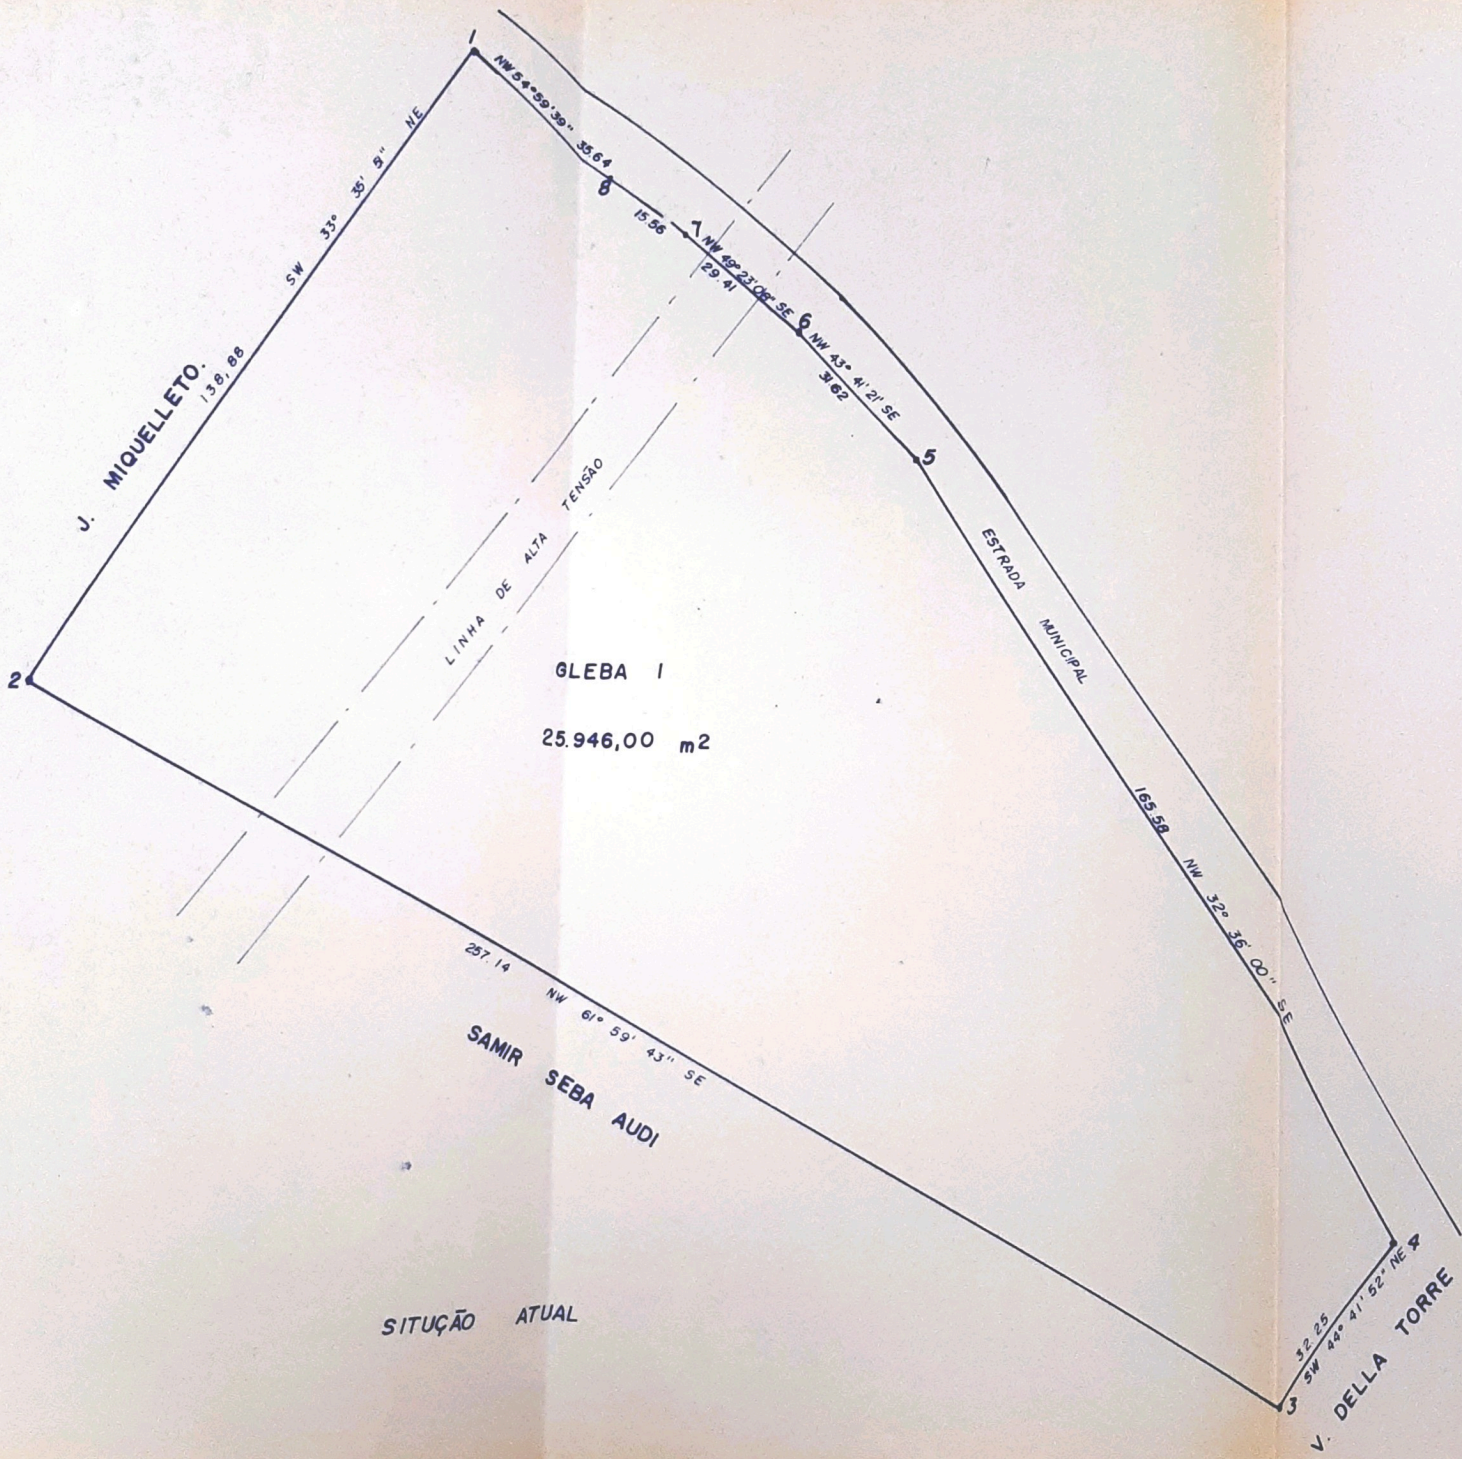 1
NW 54°59'39"
35.64
8
15.56
7
NW 49° 23' 08" SE
29.41
6
NW 43° 41' 21" SE
31.62
5
SW 33° 35' 51" NE
138,88
J. MIQUELLETO.
2
LINHA DE ALTA TENSÃO
ESTRADA MUNICIPAL
GLEBA 1
25.946,00 m2
165.58 NW 32° 36' 00" SE
257.14 NW 61° 59' 43" SE
SAMIR SEBA AUDI
4
32.25
SW 44° 41' 52" NE
3
V. DELLA TORRE
SITUÇÃO ATUAL